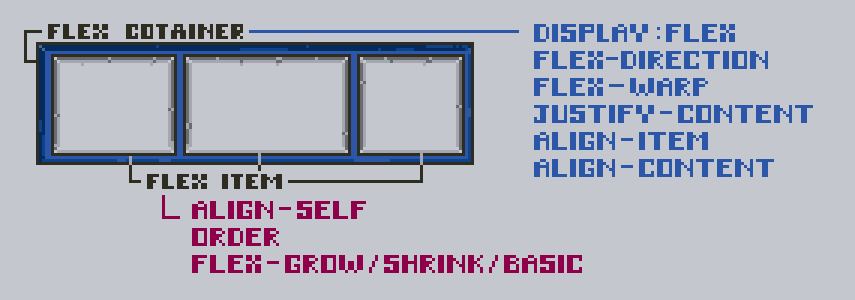 FLEX COTAINER
DISPLAY:FLEX
FLEX-DIRECTION
FLEX-WARP
JUSTIFY-CONTENT
ALIGN-ITEM
ALIGN-CONTENT
FLEX ITEM
ALIGN-SELF
ORDER
FLEX-GROW/SHRINK/BASIC